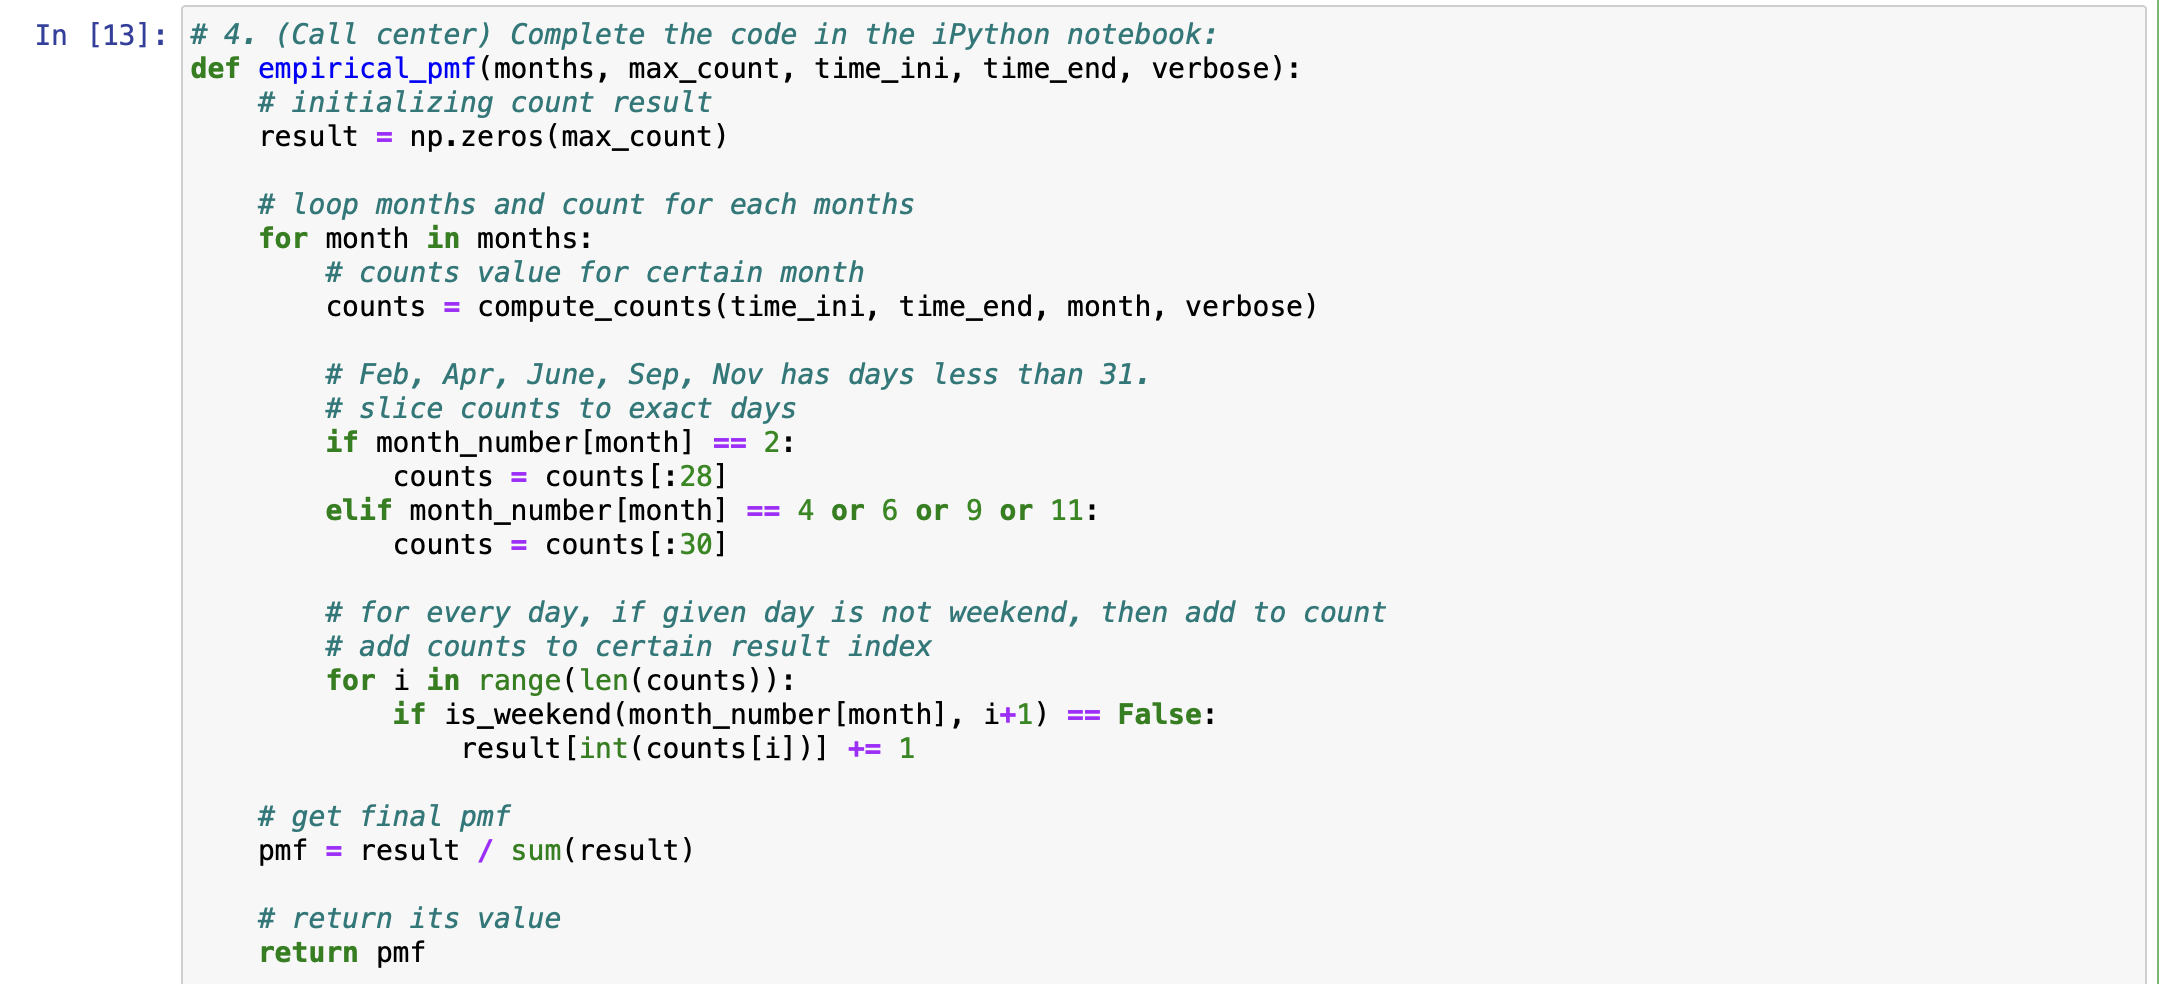 In [13]: # 4. (Call center) Complete the code in the iPython notebook:
def empirical_pmf(months, max_count, time_ini, time_end, verbose):
    # initializing count result
    result = np.zeros(max_count)

    # loop months and count for each months
    for month in months:
        # counts value for certain month
        counts = compute_counts(time_ini, time_end, month, verbose)

        # Feb, Apr, June, Sep, Nov has days less than 31.
        # slice counts to exact days
        if month_number[month] == 2:
            counts = counts[:28]
        elif month_number[month] == 4 or 6 or 9 or 11:
            counts = counts[:30]

        # for every day, if given day is not weekend, then add to count
        # add counts to certain result index
        for i in range(len(counts)):
            if is_weekend(month_number[month], i+1) == False:
                result[int(counts[i])] += 1

    # get final pmf
    pmf = result / sum(result)

    # return its value
    return pmf